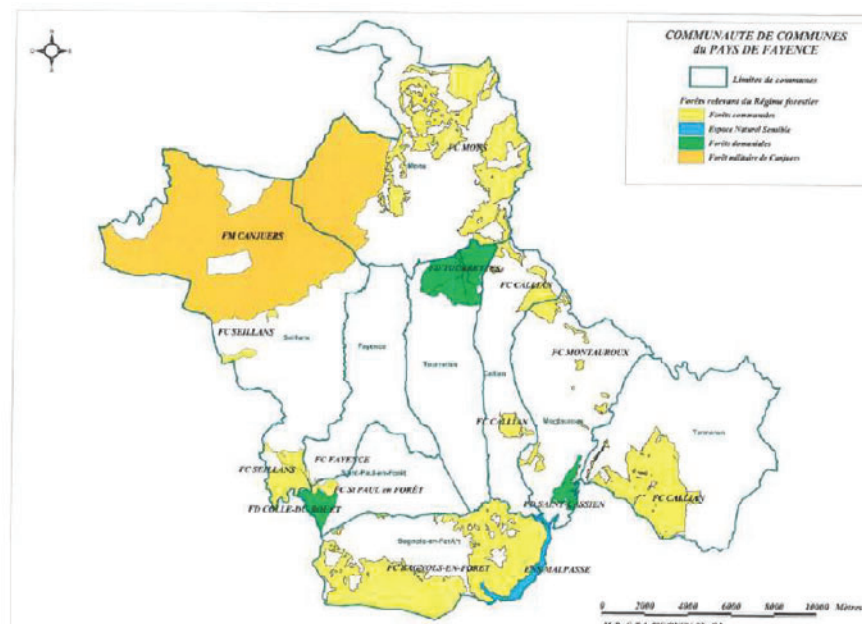 COMMUNAUTE DE COMMUNES
du PAYS DE FAYENCE
Limites de communes
Forêts relevant du Régime forestier
Forêts communales
Espace Naturel Sensible
Forêts domaniales
Forêt militaire de Canjuers
FC MONS
Mons
FM CANJUERS
FC CALLIAN
FC SEILLANS
Seillans
Fayence
Tourrettes
Callian
FC MONTAUROUX
Montauroux
Tanneron
FC CALLIAN
FC FAYENCE
FC SEILLANS
Saint-Paul-en-Forêt
FC St PAUL en FORÊT
FC CALLIAN
FD COLLE-DU-ROUET
FD SAINT-CASSIEN
Bagnols-en-Forêt
FC BAGNOLS-EN-FORET
ENS MALPASSE
0 2000 4000 6000 8000 10000 Mètres